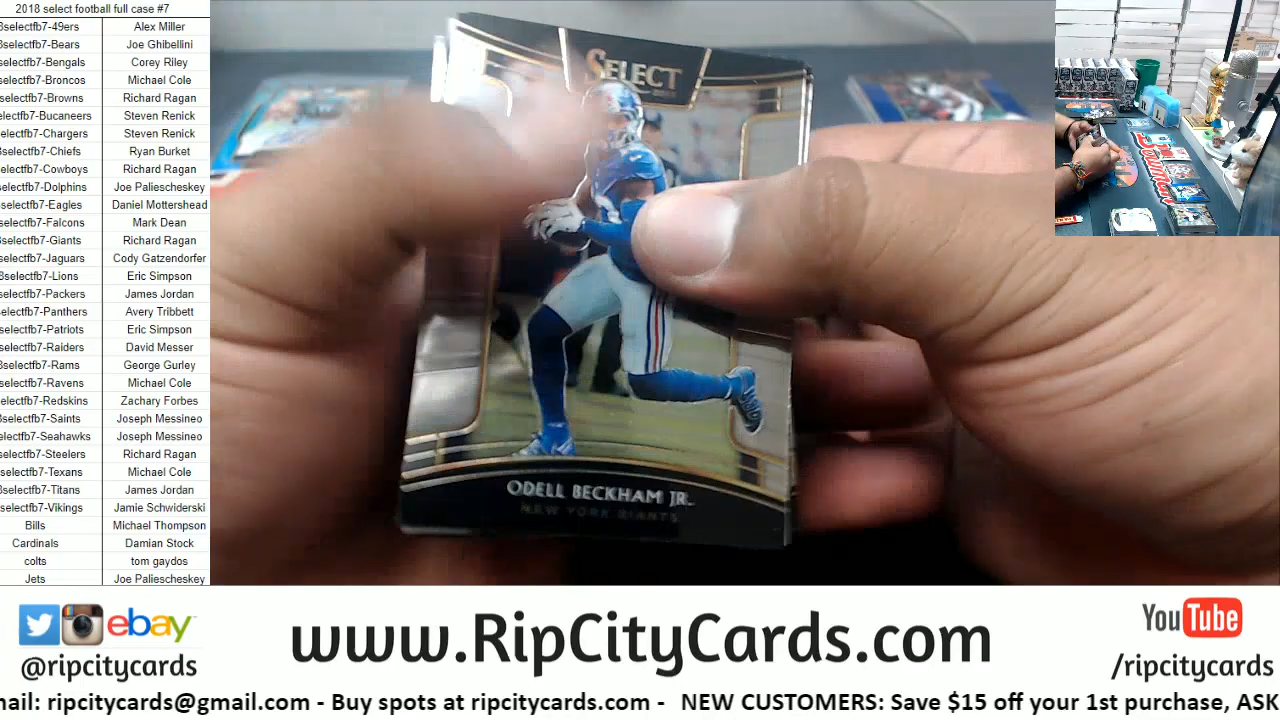 2018 select football full case #7
8selectfb7-49ers Alex Miller
8selectfb7-Bears Joe Ghibellini
selectfb7-Bengals Corey Riley
selectfb7-Broncos Michael Cole
selectfb7-Browns Richard Ragan
electfb7-Bucaneers Steven Renick
electfb7-Chargers Steven Renick
8selectfb7-Chiefs Ryan Burket
electfb7-Cowboys Richard Ragan
selectfb7-Dolphins Joe Paliescheskey
selectfb7-Eagles Daniel Mottershead
selectfb7-Falcons Mark Dean
8selectfb7-Giants Richard Ragan
selectfb7-Jaguars Cody Gatzendorfer
8selectfb7-Lions Eric Simpson
selectfb7-Packers James Jordan
electfb7-Panthers Avery Tribbett
selectfb7-Patriots Eric Simpson
selectfb7-Raiders David Messer
8selectfb7-Rams George Gurley
selectfb7-Ravens Michael Cole
electfb7-Redskins Zachary Forbes
8selectfb7-Saints Joseph Messineo
electfb7-Seahawks Joseph Messineo
selectfb7-Steelers Richard Ragan
selectfb7-Texans Michael Cole
8selectfb7-Titans James Jordan
selectfb7-Vikings Jamie Schwiderski
Bills Michael Thompson
Cardinals Damian Stock
colts tom gaydos
Jets Joe Paliescheskey
SELECT
ODELL BECKHAM JR.
NEW YORK GIANTS
Bowman
ebay
@ripcitycards
www.RipCityCards.com
YouTube
/ripcitycards
mail: ripcitycards@gmail.com - Buy spots at ripcitycards.com - NEW CUSTOMERS: Save $15 off your 1st purchase, ASK